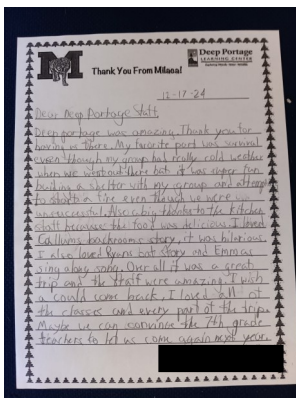 M
Deep Portage
LEARNING CENTER
Thank You From Milaca!
12-17-24
Dear Deep Portage Staff,
Deep portage was amazing. Thank you for
having us there. My favorite part was survival
even though my group had really cold weather
when we went out there but it was super fun
building a shelter with my group and attempting
to start a fire even though we were
unsuccessful. Also a big thanks to the kitchen
staff because the food was delicious. I loved
Callums bathroom story, it was hilarious.
I also loved Ryans bat story and Emmas
sing along song. Over all it was a great
trip and the staff were amazing. I wish
I could come back, I loved all of
the classes and every part of the trip.
Maybe we can convince the 7th grade
teachers to let us come again next year.